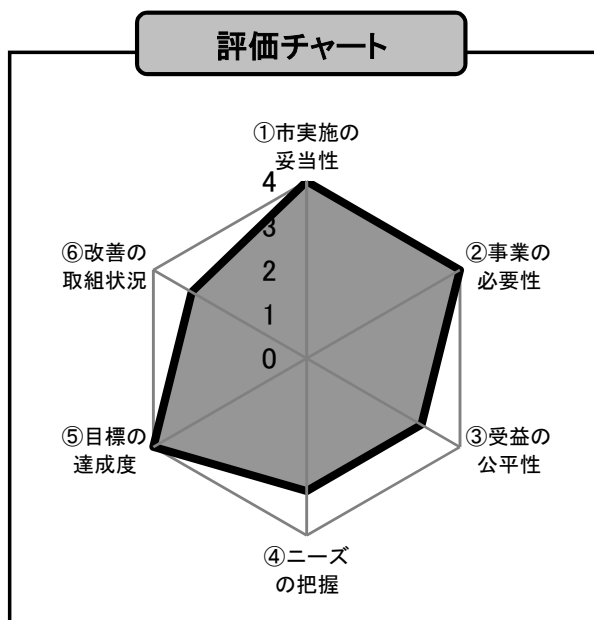 評価チャート
①市実施の
妥当性
4
3
2
1
0
②事業の
必要性
③受益の
公平性
④ニーズ
の把握
⑤目標の
達成度
⑥改善の
取組状況